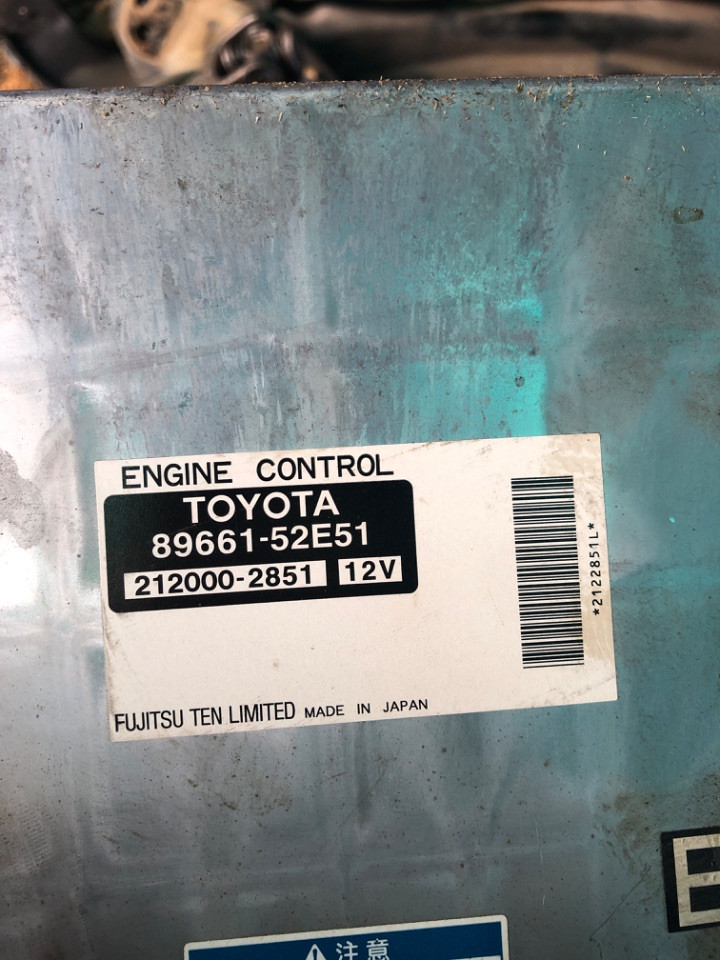 ENGINE CONTROL
TOYOTA
89661-52E51
212000-2851 12V
*2122851L*
FUJITSU TEN LIMITED MADE IN JAPAN
E
注意